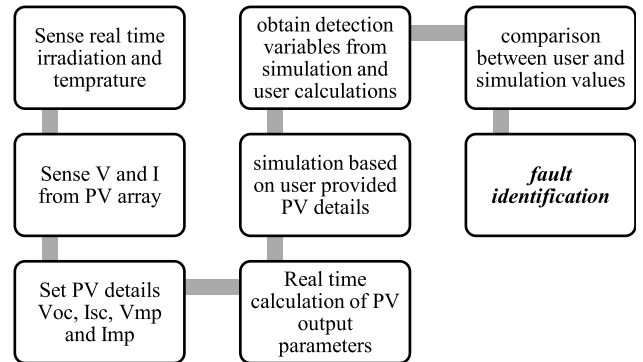 Sense real time
irradiation and
temprature
Sense V and I
from PV array
Set PV details
Voc, Isc, Vmp
and Imp
Real time
calculation of PV
output
parameters
simulation based
on user provided
PV details
obtain detection
variables from
simulation and
user calculations
comparison
between user and
simulation values
fault
identification